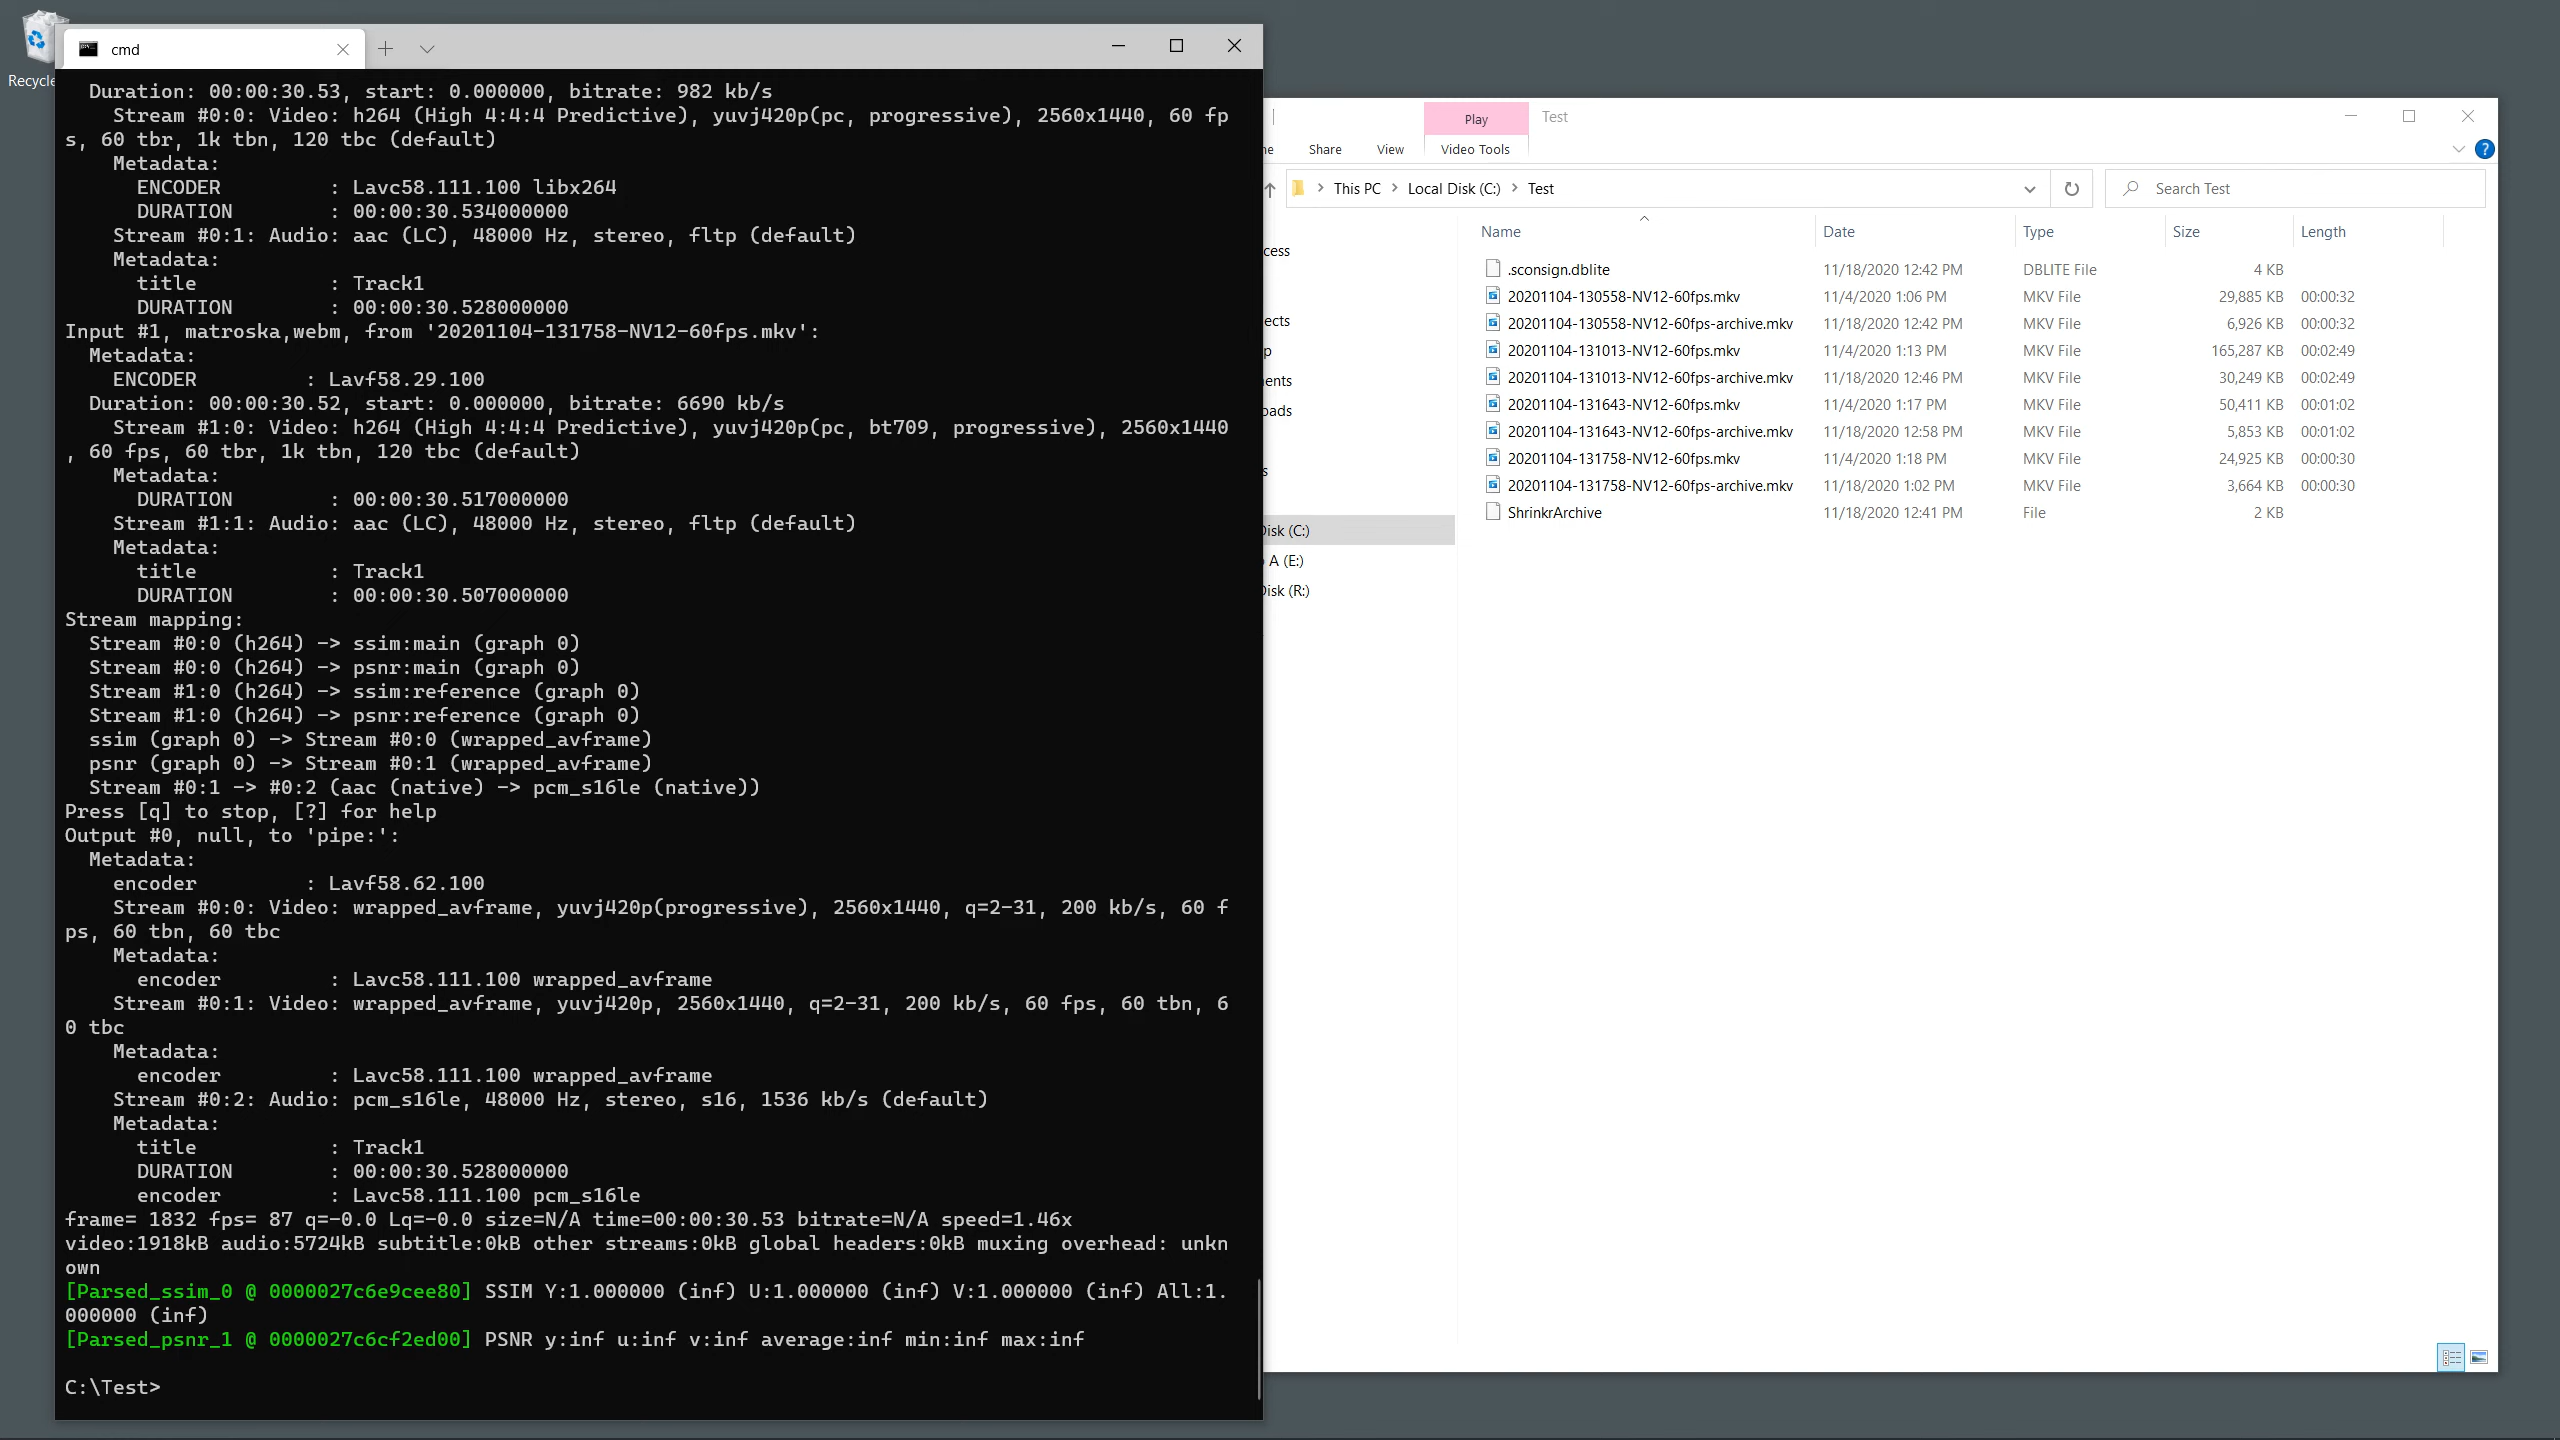 Recycle
cmd
Duration: 00:00:30.53, start: 0.000000, bitrate: 982 kb/s
Stream #0:0: Video: h264 (High 4:4:4 Predictive), yuvj420p(pc, progressive), 2560x1440, 60 fp
s, 60 tbr, 1k tbn, 120 tbc (default)
Metadata:
ENCODER : Lavc58.111.100 libx264
DURATION : 00:00:30.534000000
Stream #0:1: Audio: aac (LC), 48000 Hz, stereo, fltp (default)
Metadata:
title : Track1
DURATION : 00:00:30.528000000
Input #1, matroska,webm, from '20201104-131758-NV12-60fps.mkv':
Metadata:
ENCODER : Lavf58.29.100
Duration: 00:00:30.52, start: 0.000000, bitrate: 6690 kb/s
Stream #1:0: Video: h264 (High 4:4:4 Predictive), yuvj420p(pc, bt709, progressive), 2560x1440
, 60 fps, 60 tbr, 1k tbn, 120 tbc (default)
Metadata:
DURATION : 00:00:30.517000000
Stream #1:1: Audio: aac (LC), 48000 Hz, stereo, fltp (default)
Metadata:
title : Track1
DURATION : 00:00:30.507000000
Stream mapping:
Stream #0:0 (h264) -> ssim:main (graph 0)
Stream #0:0 (h264) -> psnr:main (graph 0)
Stream #1:0 (h264) -> ssim:reference (graph 0)
Stream #1:0 (h264) -> psnr:reference (graph 0)
ssim (graph 0) -> Stream #0:0 (wrapped_avframe)
psnr (graph 0) -> Stream #0:1 (wrapped_avframe)
Stream #0:1 -> #0:2 (aac (native) -> pcm_s16le (native))
Press [q] to stop, [?] for help
Output #0, null, to 'pipe:':
Metadata:
encoder : Lavf58.62.100
Stream #0:0: Video: wrapped_avframe, yuvj420p(progressive), 2560x1440, q=2-31, 200 kb/s, 60 f
ps, 60 tbn, 60 tbc
Metadata:
encoder : Lavc58.111.100 wrapped_avframe
Stream #0:1: Video: wrapped_avframe, yuvj420p, 2560x1440, q=2-31, 200 kb/s, 60 fps, 60 tbn, 6
0 tbc
Metadata:
encoder : Lavc58.111.100 wrapped_avframe
Stream #0:2: Audio: pcm_s16le, 48000 Hz, stereo, s16, 1536 kb/s (default)
Metadata:
title : Track1
DURATION : 00:00:30.528000000
encoder : Lavc58.111.100 pcm_s16le
frame= 1832 fps= 87 q=-0.0 Lq=-0.0 size=N/A time=00:00:30.53 bitrate=N/A speed=1.46x
video:1918kB audio:5724kB subtitle:0kB other streams:0kB global headers:0kB muxing overhead: unkn
own
[Parsed_ssim_0 @ 0000027c6e9cee80] SSIM Y:1.000000 (inf) U:1.000000 (inf) V:1.000000 (inf) All:1.
000000 (inf)
[Parsed_psnr_1 @ 0000027c6cf2ed00] PSNR y:inf u:inf v:inf average:inf min:inf max:inf
C:\Test>
Play Test
ne Share View Video Tools
This PC > Local Disk (C:) > Test
Search Test
cess
ects
p
ents
oads
s
Disk (C:)
A (E:)
Disk (R:)
Name Date Type Size Length
.sconsign.dblite 11/18/2020 12:42 PM DBLITE File 4 KB
20201104-130558-NV12-60fps.mkv 11/4/2020 1:06 PM MKV File 29,885 KB 00:00:32
20201104-130558-NV12-60fps-archive.mkv 11/18/2020 12:42 PM MKV File 6,926 KB 00:00:32
20201104-131013-NV12-60fps.mkv 11/4/2020 1:13 PM MKV File 165,287 KB 00:02:49
20201104-131013-NV12-60fps-archive.mkv 11/18/2020 12:46 PM MKV File 30,249 KB 00:02:49
20201104-131643-NV12-60fps.mkv 11/4/2020 1:17 PM MKV File 50,411 KB 00:01:02
20201104-131643-NV12-60fps-archive.mkv 11/18/2020 12:58 PM MKV File 5,853 KB 00:01:02
20201104-131758-NV12-60fps.mkv 11/4/2020 1:18 PM MKV File 24,925 KB 00:00:30
20201104-131758-NV12-60fps-archive.mkv 11/18/2020 1:02 PM MKV File 3,664 KB 00:00:30
ShrinkrArchive 11/18/2020 12:41 PM File 2 KB